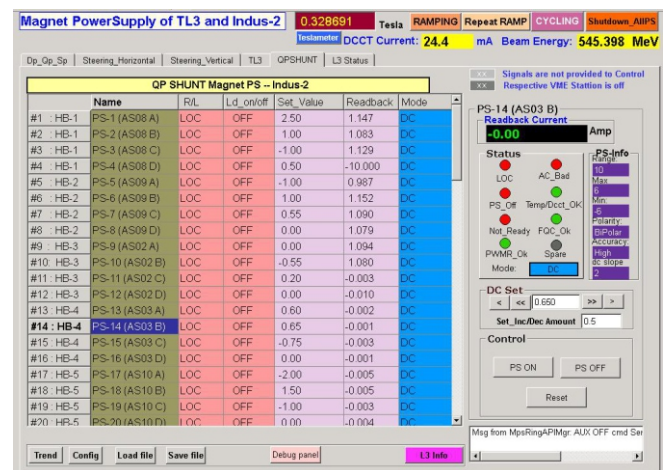 Magnet PowerSupply of TL3 and Indus-2
0.328691 Tesla
RAMPING
Repeat RAMP
CYCLING
Shutdown_AllPS
Teslameter
DCCT Current: 24.4 mA Beam Energy: 545.398 MeV
Dp_Qp_Sp
Steering_Horizontal
Steering_Vertical
TL3
QPSHUNT
L3 Status
XX Signals are not provided to Control
XX Respective VME Stattion is off
QP SHUNT Magnet PS -- Indus-2
Name R/L Ld_on/off Set_Value Readback Mode
#1 : HB-1 PS-1 (AS08 A) LOC OFF 2.50 1.147 DC
#2 : HB-1 PS-2 (AS08 B) LOC OFF 1.00 1.083 DC
#3 : HB-1 PS-3 (AS08 C) LOC OFF -1.00 1.129 DC
#4 : HB-1 PS-4 (AS08 D) LOC OFF 0.50 -10.000 DC
#5 : HB-2 PS-5 (AS09 A) LOC OFF -1.00 0.987 DC
#6 : HB-2 PS-6 (AS09 B) LOC OFF 1.00 1.152 DC
#7 : HB-2 PS-7 (AS09 C) LOC OFF 0.55 1.090 DC
#8 : HB-2 PS-8 (AS09 D) LOC OFF 0.00 1.079 DC
#9 : HB-3 PS-9 (AS02 A) LOC OFF 0.00 1.094 DC
#10: HB-3 PS-10 (AS02 B) LOC OFF -0.55 1.080 DC
#11: HB-3 PS-11 (AS02 C) LOC OFF 0.20 -0.003 DC
#12 : HB-3 PS-12 (AS02 D) LOC OFF 0.00 -0.010 DC
#13 : HB-4 PS-13 (AS03 A) LOC OFF 0.60 -0.002 DC
#14 : HB-4 PS-14 (AS03 B) LOC OFF 0.65 -0.001 DC
#15 : HB-4 PS-15 (AS03 C) LOC OFF -0.75 -0.003 DC
#16 : HB-4 PS-16 (AS03 D) LOC OFF 0.00 -0.001 DC
#17 : HB-5 PS-17 (AS10 A) LOC OFF -2.00 -0.005 DC
#18 : HB-5 PS-18 (AS10 B) LOC OFF 1.50 -0.005 DC
#19 : HB-5 PS-19 (AS10 C) LOC OFF -1.00 -0.003 DC
#20 : HB-5 PS-20 (AS10 D) LOC OFF 0.00 -0.004 DC
PS-14 (AS03 B)
Readback Current
-0.00 Amp
Status
LOC AC_Bad
PS_Off Temp/Dcct_OK
Not_Ready FQC_Ok
PWMR_Ok Spare
Mode: DC
PS-Info
Range:
10
Max
6
Min:
-6
Polarity:
BiPolar
Accuracy:
High
dc slope
2
DC Set
< << 0.650 >> >
Set_Inc/Dec Amount 0.5
Control
PS ON PS OFF
Reset
Msg from MpsRingAPIMgr: AUX OFF cmd Ser
Trend
Config
Load file
Save file
Debug panel
L3 Info